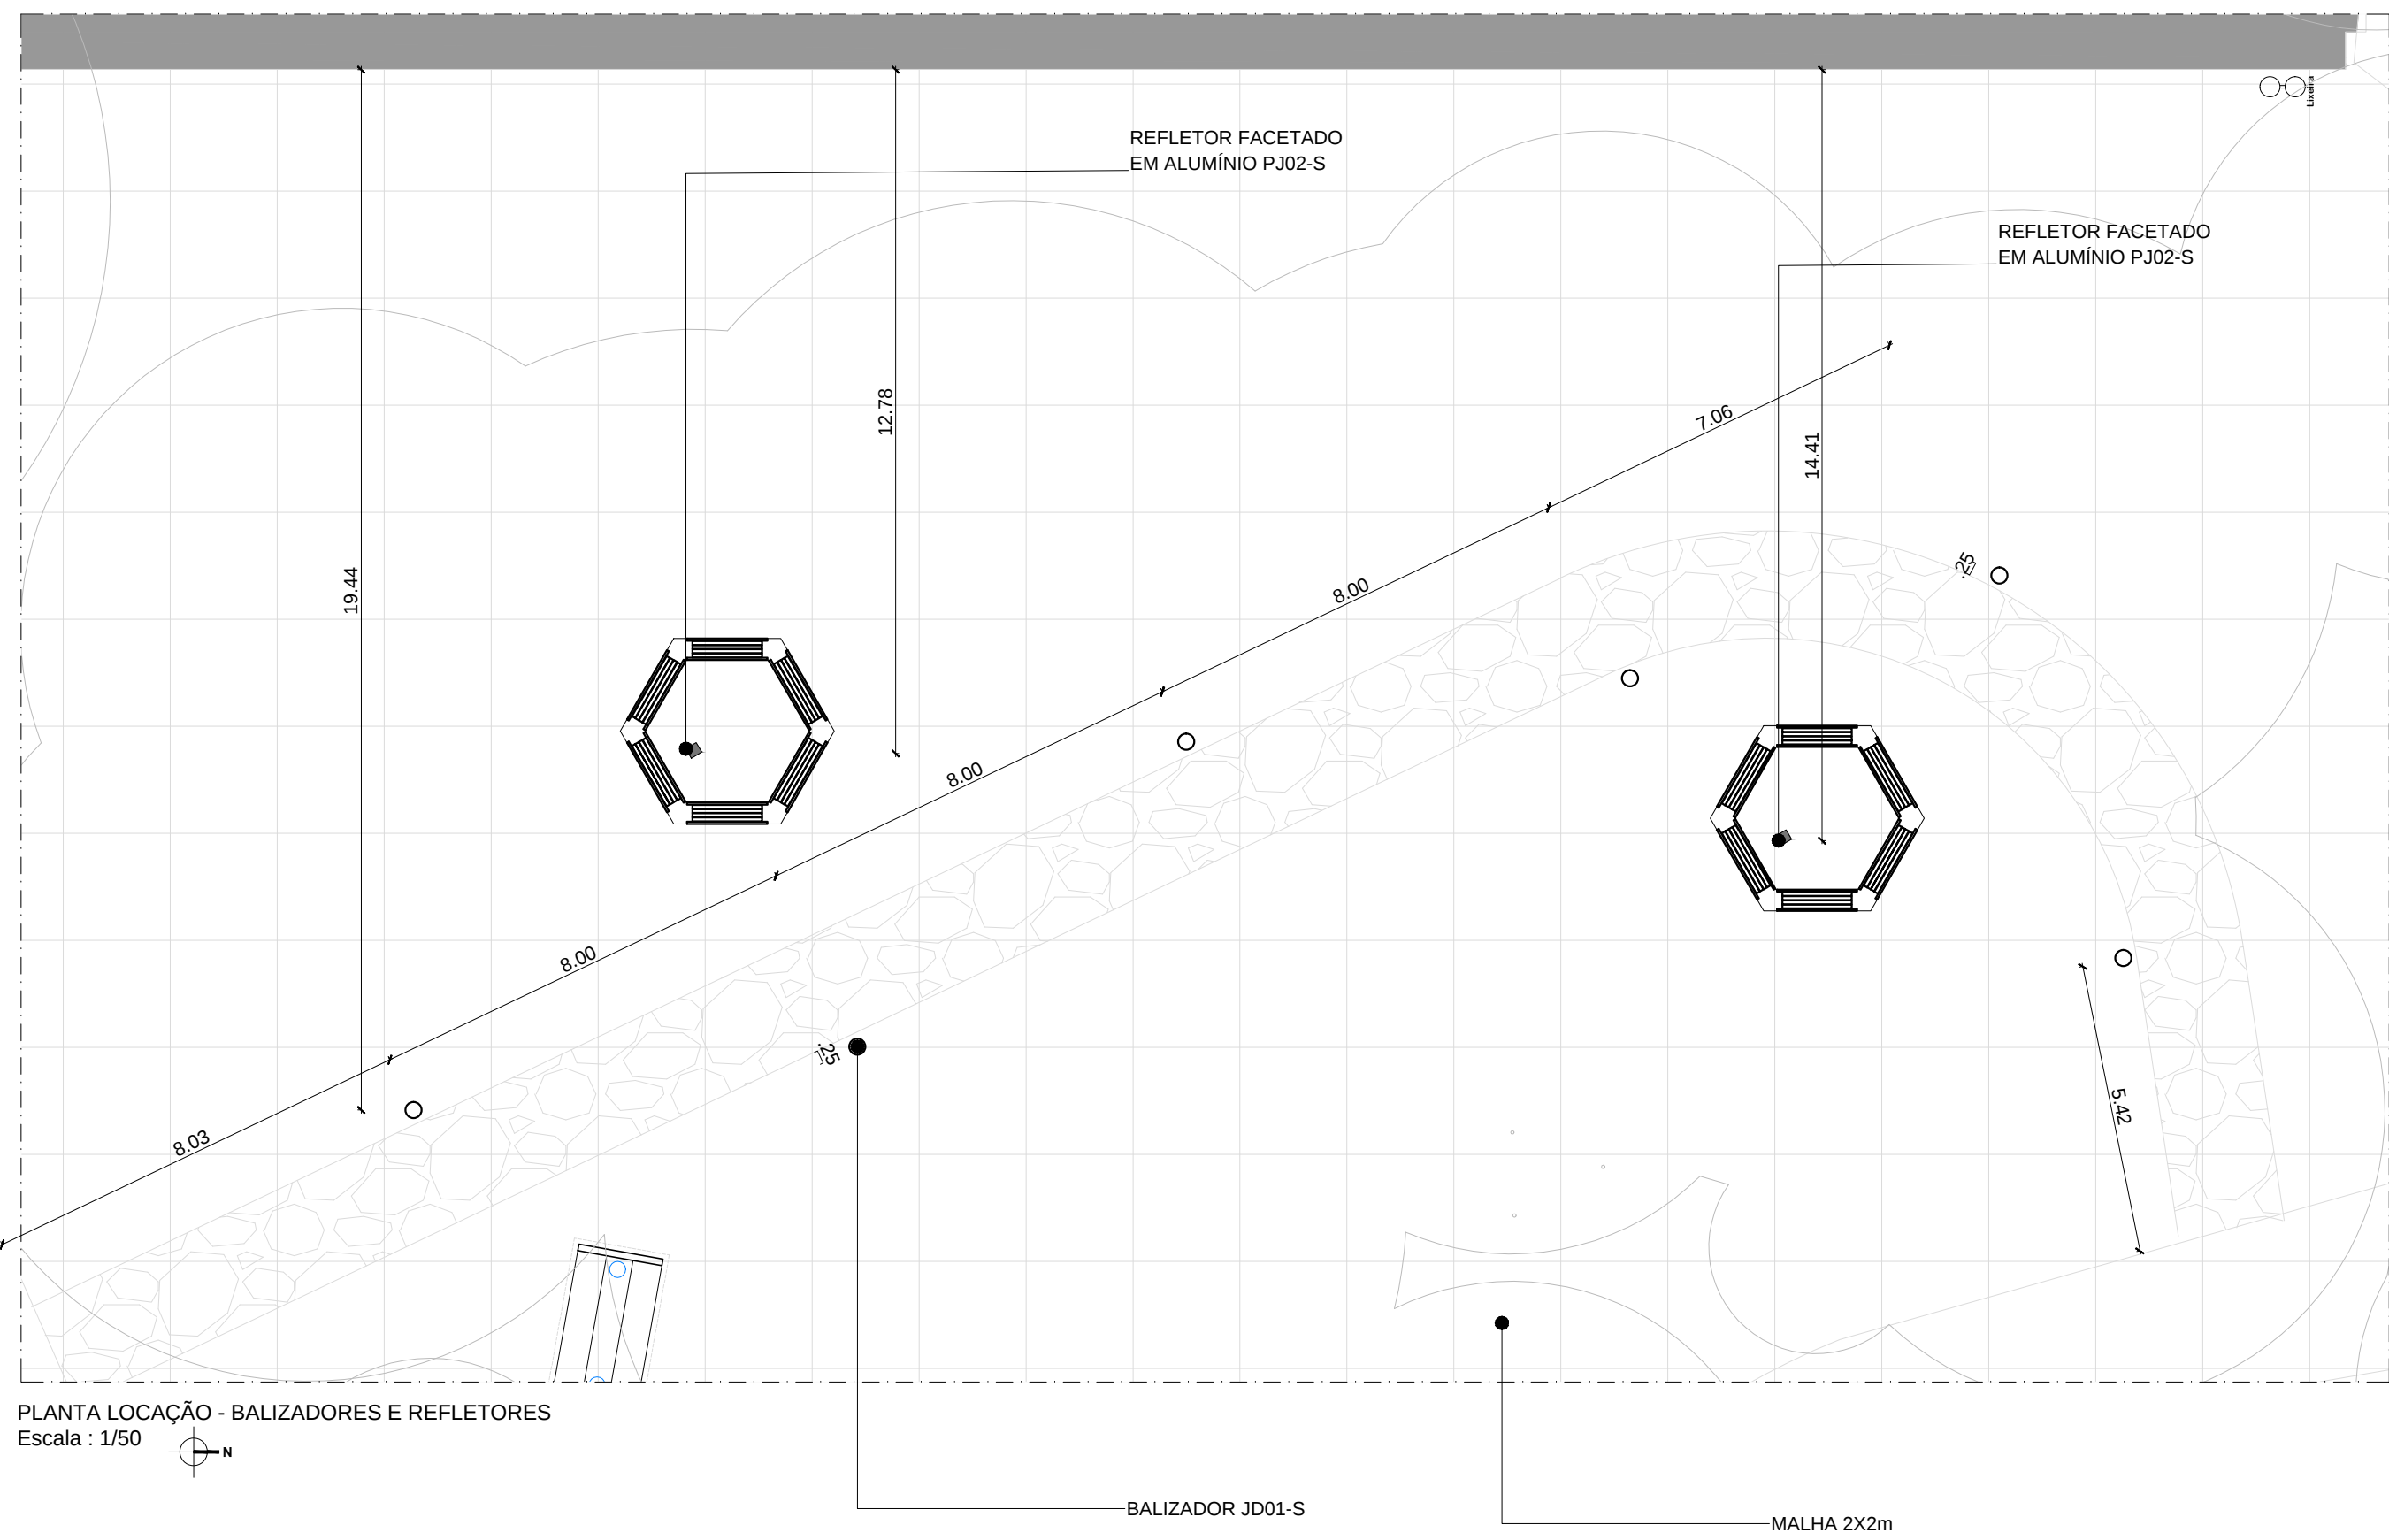 Lixeira
REFLETOR FACETADO
EM ALUMÍNIO PJ02-S
REFLETOR FACETADO
EM ALUMÍNIO PJ02-S
12.78
7.06
14.41
19.44
8.00
.25
8.00
8.00
.25
5.42
8.03
PLANTA LOCAÇÃO - BALIZADORES E REFLETORES
Escala : 1/50
N
BALIZADOR JD01-S
MALHA 2X2m